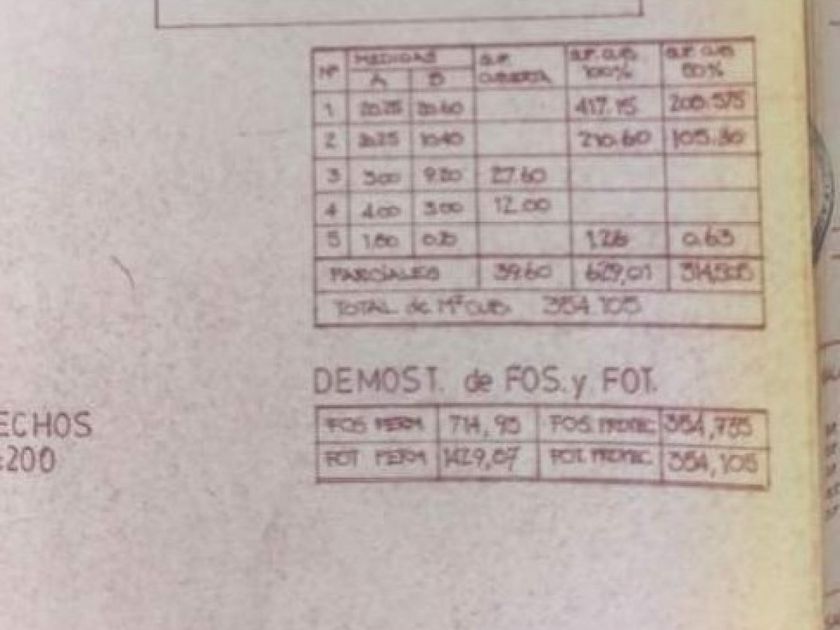 Nº MEDIDAS SUP. SUP. CUB. SUP. CUB.
A B CUBIERTA 100% 50%
1 20.25 20.60 417.15 208.575
2 20.25 10.40 210.60 105.30
3 3.00 9.20 27.60
4 4.00 3.00 12.00
5 1.80 0.70 1.26 0.63
PARCIALES 39.60 629,01 314,505
TOTAL de M² CUB. 354.105
DEMOST. de FOS. y FOT.
FOS PERM 714,93 FOS. PROYEC. 354,735
FOT PERM 1429,87 FOT. PROYEC. 354,105
ECHOS
:200